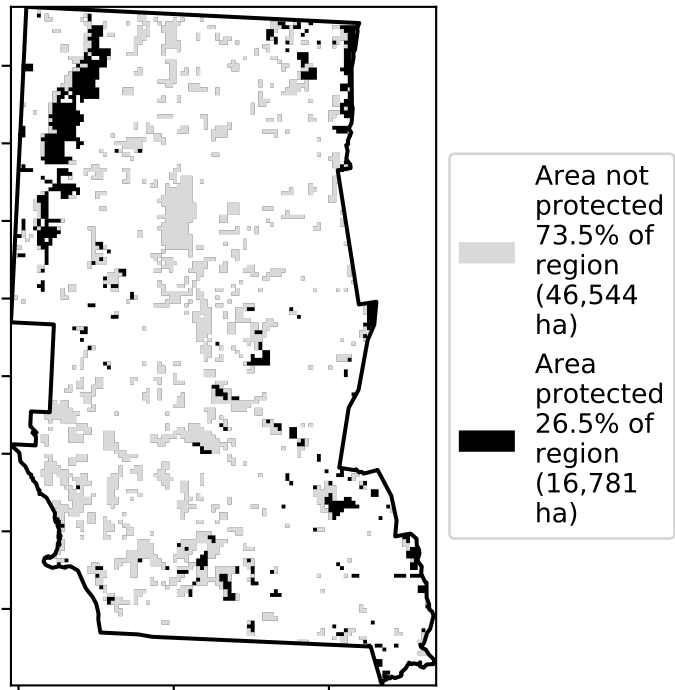 Area not
protected
73.5% of
region
(46,544
ha)
Area
protected
26.5% of
region
(16,781
ha)